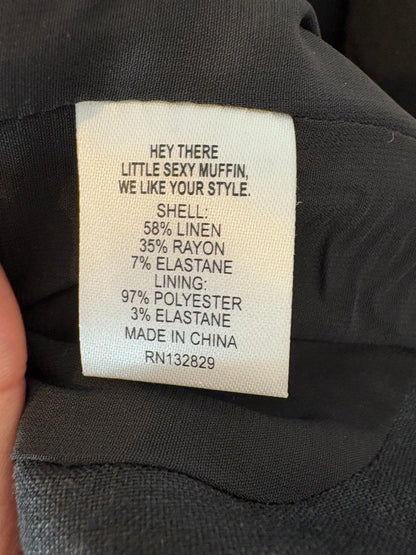 HEY THERE
LITTLE SEXY MUFFIN,
WE LIKE YOUR STYLE.
SHELL:
58% LINEN
35% RAYON
7% ELASTANE
LINING:
97% POLYESTER
3% ELASTANE
MADE IN CHINA
RN132829